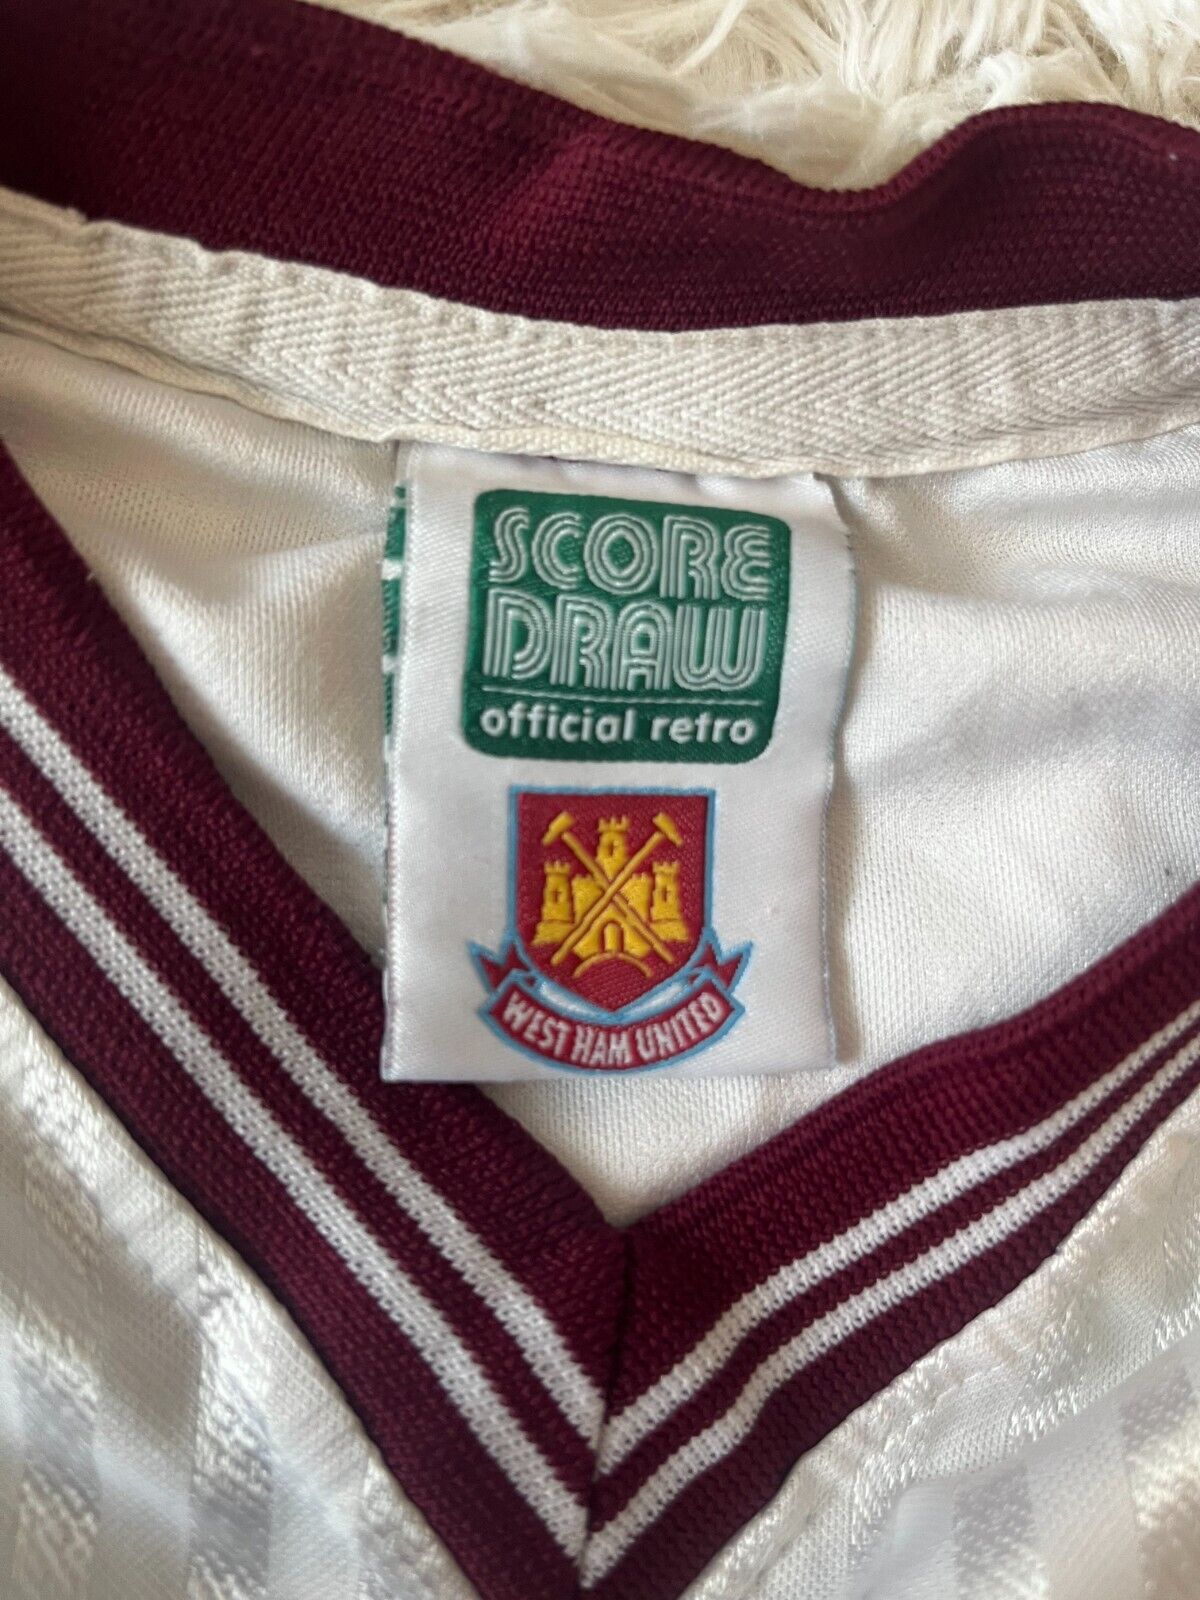 SCORE
DRAW
official retro
WEST HAM UNITED